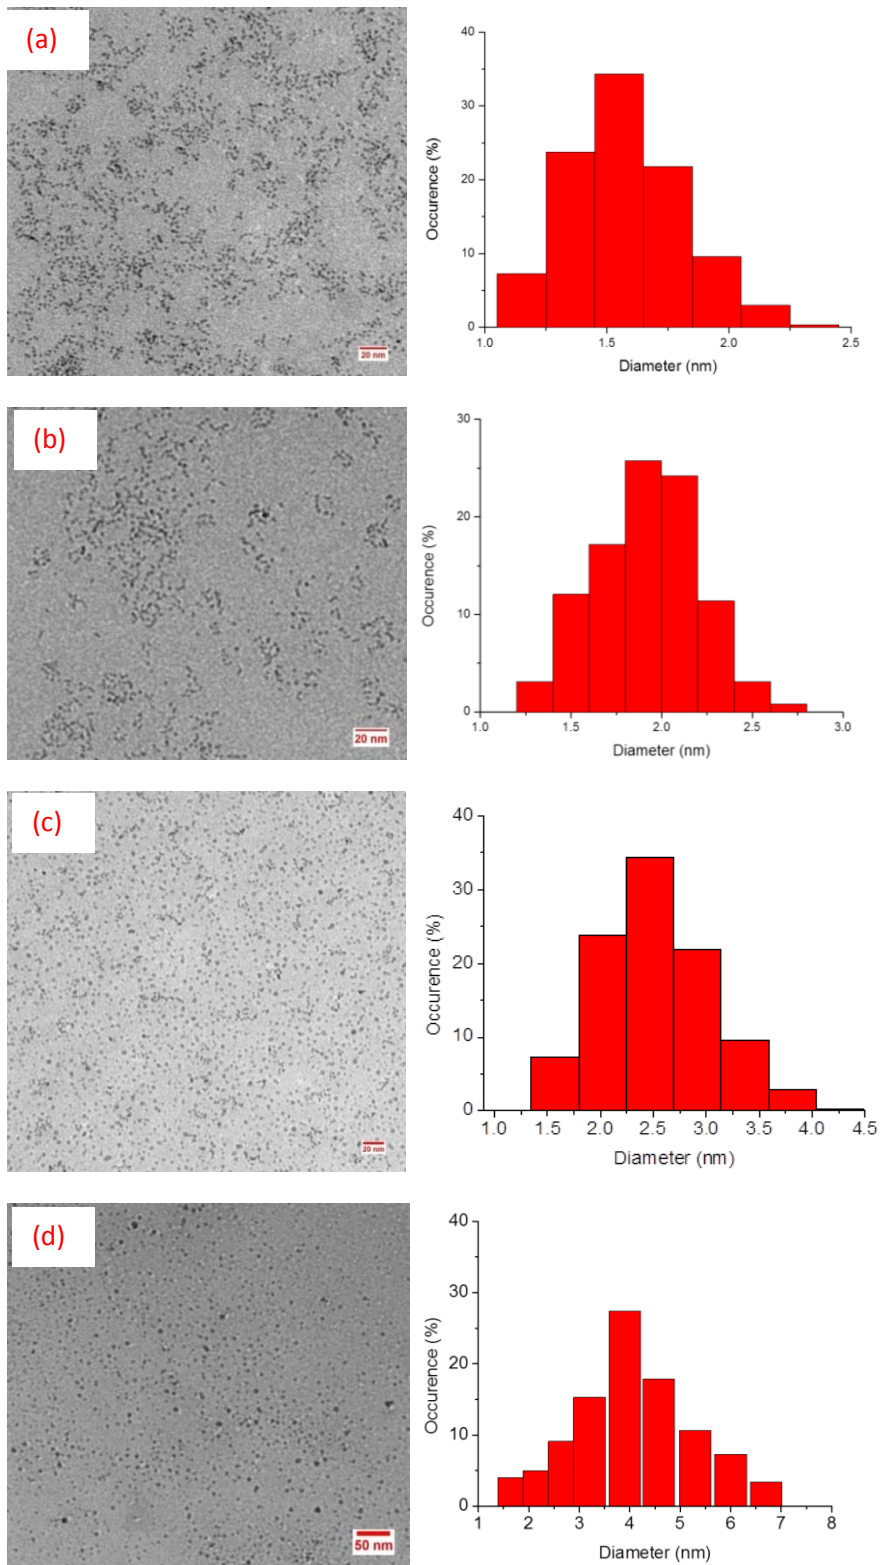 (a)
20 nm
40
30
20
10
0
Occurence (%)
1.0 1.5 2.0 2.5
Diameter (nm)
(b)
20 nm
30
20
10
0
Occurence (%)
1.0 1.5 2.0 2.5 3.0
Diameter (nm)
(c)
20 nm
40
30
20
10
0
Occurence (%)
1.0 1.5 2.0 2.5 3.0 3.5 4.0 4.5
Diameter (nm)
(d)
50 nm
40
30
20
10
0
Occurence (%)
1 2 3 4 5 6 7 8
Diameter (nm)